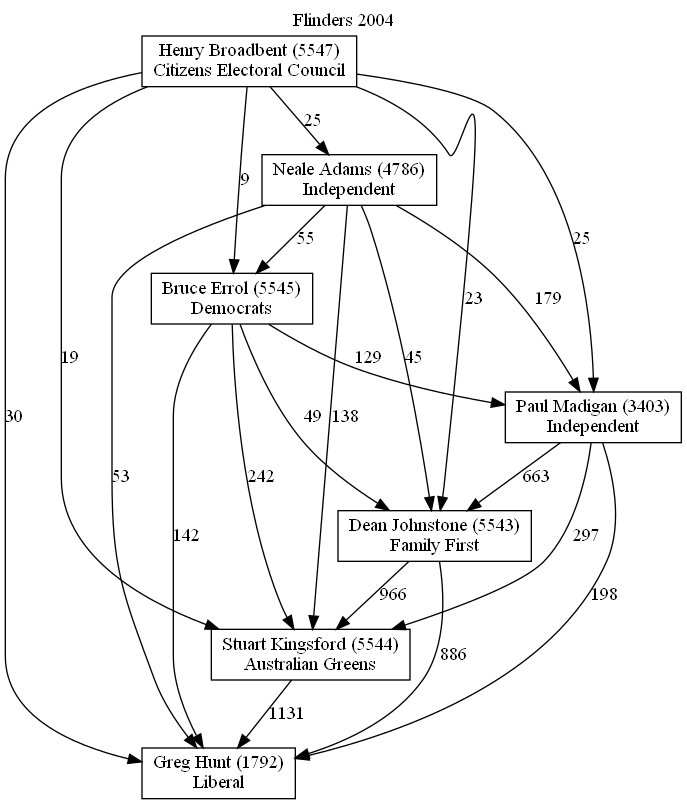 Flinders 2004
Henry Broadbent (5547)
Citizens Electoral Council
25
Neale Adams (4786)
Independent
9
55
25
Bruce Errol (5545)
Democrats
23
179
19
129
45
Paul Madigan (3403)
Independent
30
49
138
53
242
663
Dean Johnstone (5543)
Family First
142
297
966
198
Stuart Kingsford (5544)
Australian Greens
886
1131
Greg Hunt (1792)
Liberal